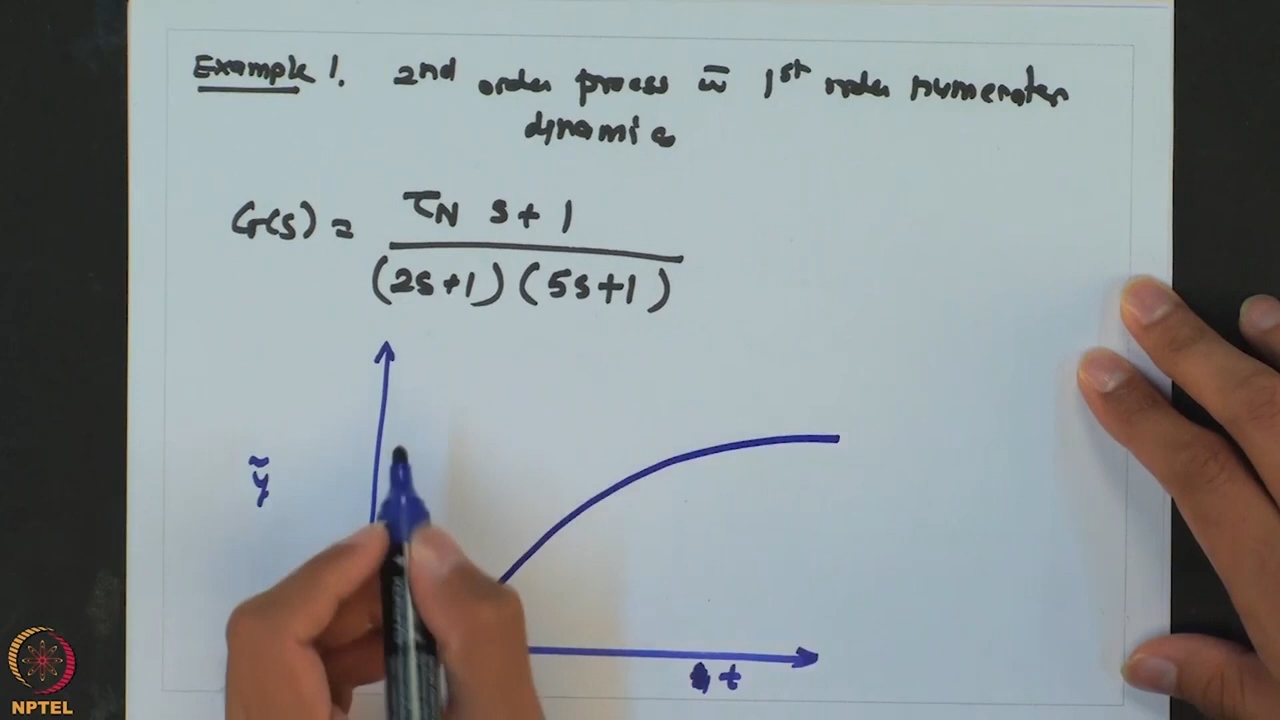 Example 1. 2nd order process w̄ 1st order numerator
dynamics
G(s) = τN s + 1
(2s+1) (5s+1)
ỹ
t
NPTEL